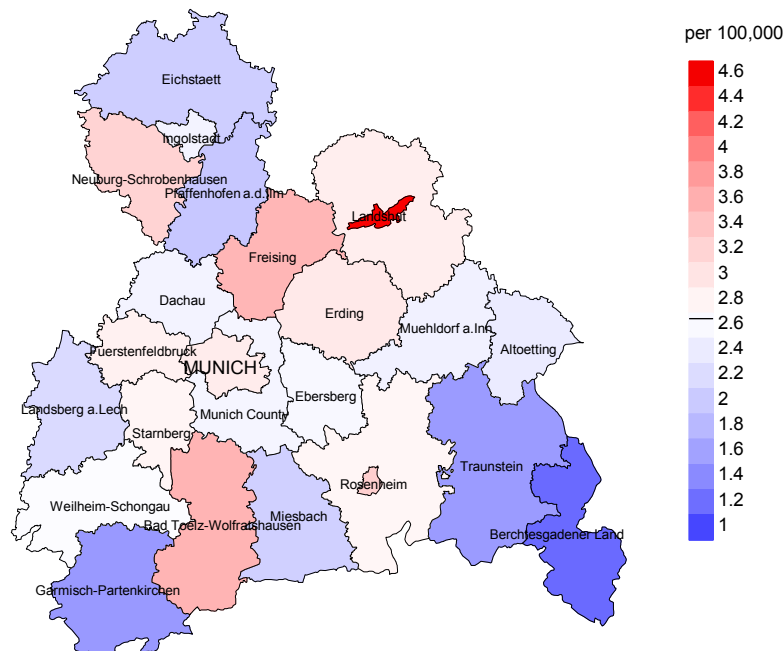 per 100,000
4.6
4.4
4.2
4
3.8
3.6
3.4
3.2
3
2.8
2.6
2.4
2.2
2
1.8
1.6
1.4
1.2
1
Eichstaett
Ingolstadt
Neuburg-Schrobenhausen
Pfaffenhofen a.d.Ilm
Landshut
Freising
Dachau
Erding
Muehldorf a.Inn
Altoetting
Fuerstenfeldbruck
MUNICH
Ebersberg
Landsberg a.Lech
Munich County
Starnberg
Traunstein
Rosenheim
Weilheim-Schongau
Miesbach
Bad Toelz-Wolfratshausen
Berchtesgadener Land
Garmisch-Partenkirchen